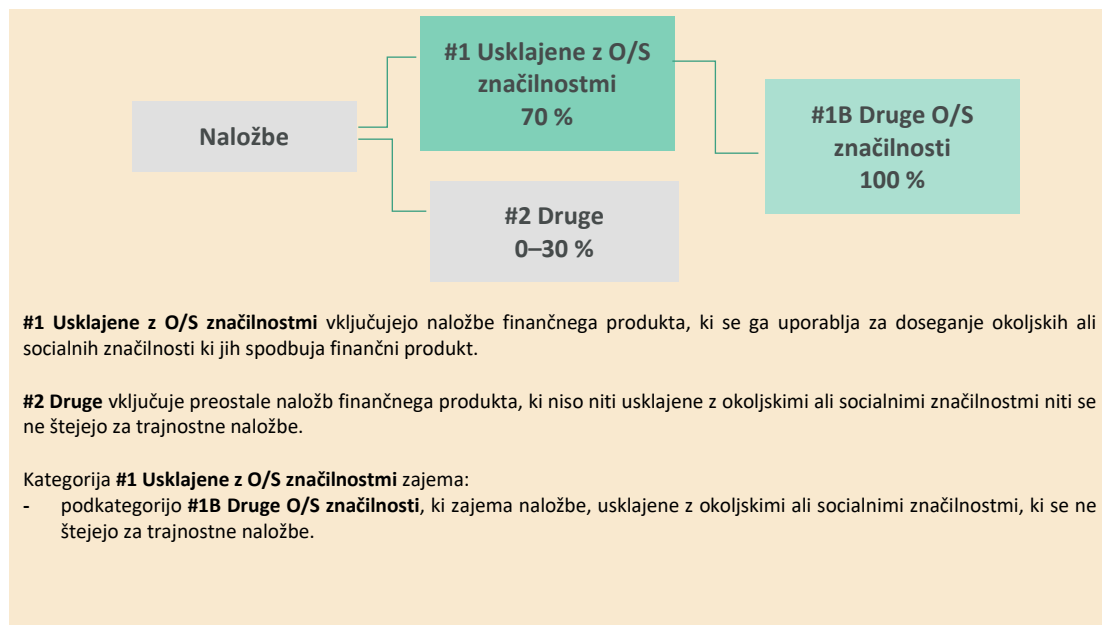 #1 Usklajene z O/S
značilnostmi
70 %
Naložbe
#1B Druge O/S
značilnosti
100 %
#2 Druge
0–30 %
#1 Usklajene z O/S značilnostmi vključujejo naložbe finančnega produkta, ki se ga uporablja za doseganje okoljskih ali
socialnih značilnosti ki jih spodbuja finančni produkt.
#2 Druge vključuje preostale naložb finančnega produkta, ki niso niti usklajene z okoljskimi ali socialnimi značilnostmi niti se
ne štejejo za trajnostne naložbe.
Kategorija #1 Usklajene z O/S značilnostmi zajema:
- podkategorijo #1B Druge O/S značilnosti, ki zajema naložbe, usklajene z okoljskimi ali socialnimi značilnostmi, ki se ne
štejejo za trajnostne naložbe.